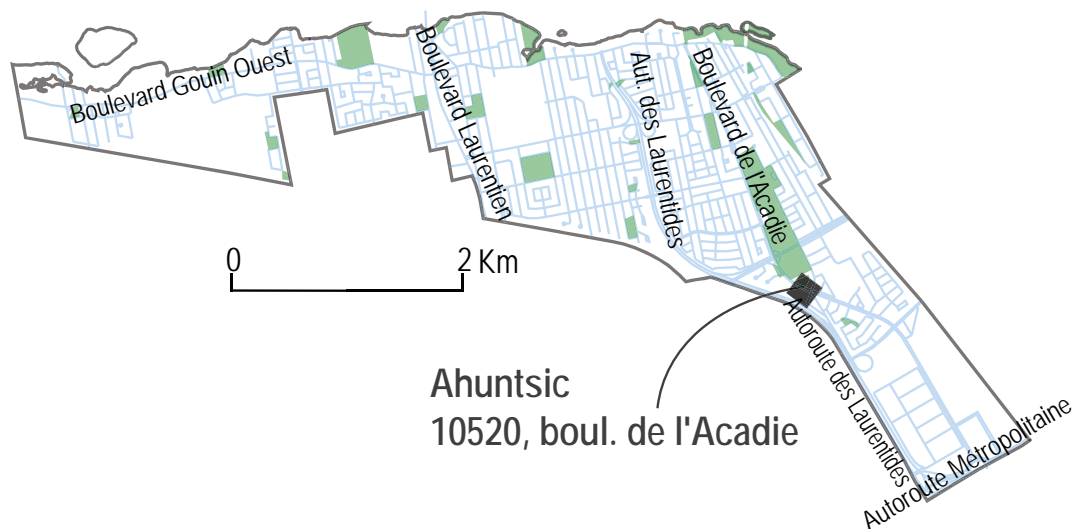 Boulevard Gouin Ouest
Boulevard Laurentien
Aut. des Laurentides
Boulevard de l'Acadie
0
2 Km
Autoroute des Laurentides
Ahuntsic
10520, boul. de l'Acadie
Autoroute Métropolitaine